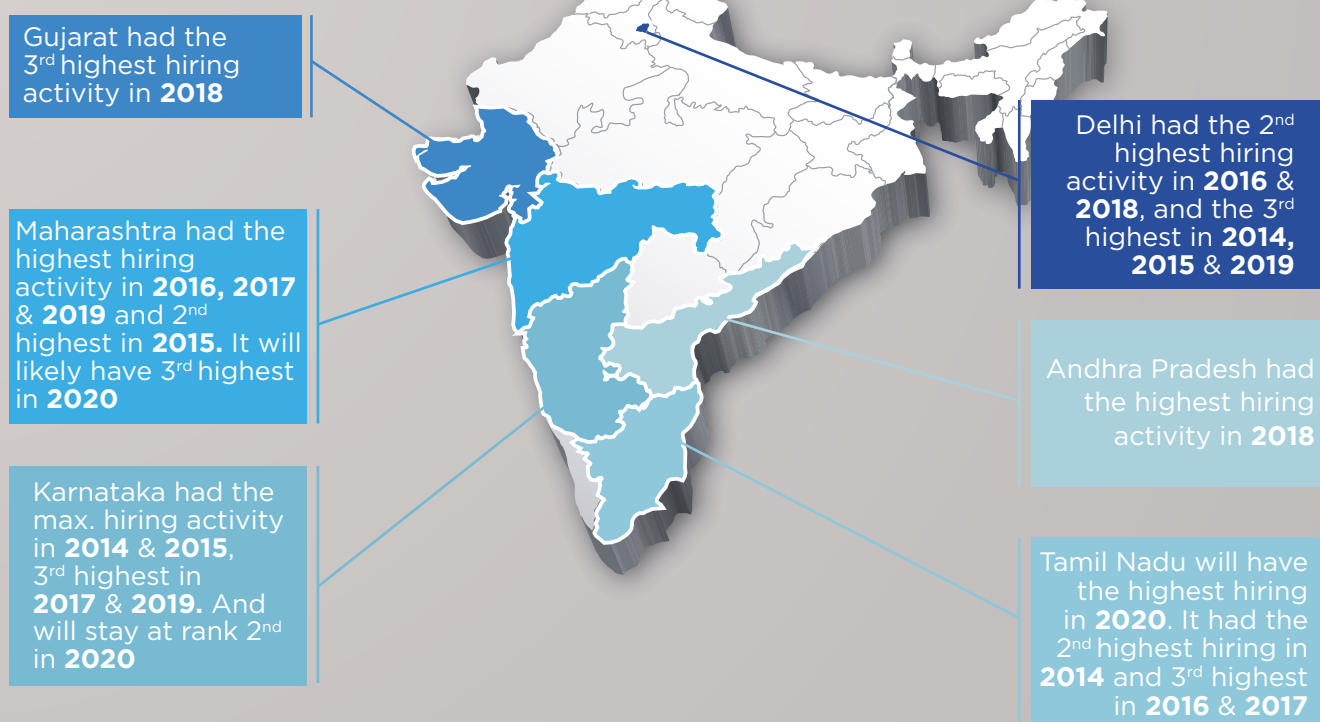 Gujarat had the
3rd highest hiring
activity in 2018
Maharashtra had the
highest hiring
activity in 2016, 2017
& 2019 and 2nd
highest in 2015. It will
likely have 3rd highest
in 2020
Karnataka had the
max. hiring activity
in 2014 & 2015,
3rd highest in
2017 & 2019. And
will stay at rank 2nd
in 2020
Delhi had the 2nd
highest hiring
activity in 2016 &
2018, and the 3rd
highest in 2014,
2015 & 2019
Andhra Pradesh had
the highest hiring
activity in 2018
Tamil Nadu will have
the highest hiring
in 2020. It had the
2nd highest hiring in
2014 and 3rd highest
in 2016 & 2017